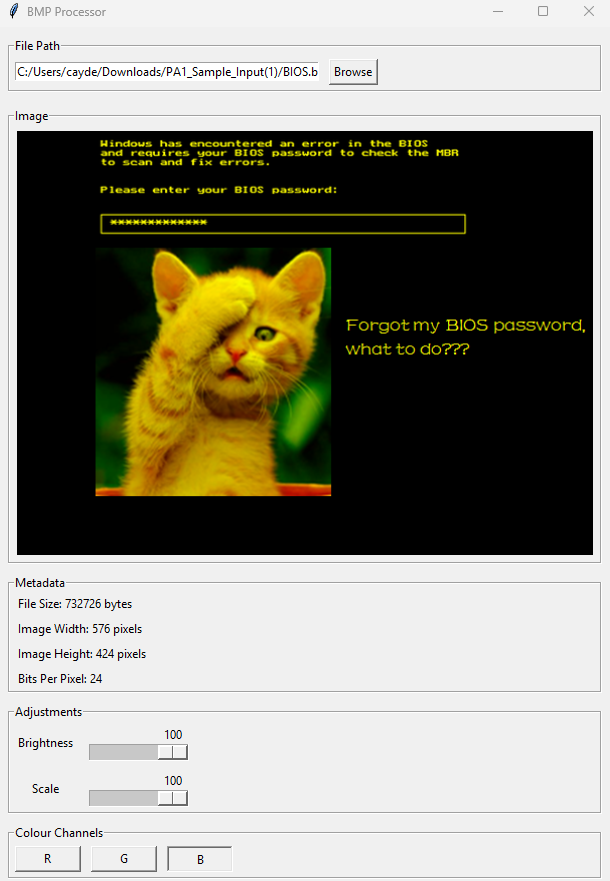 BMP Processor
File Path
C:/Users/cayde/Downloads/PA1_Sample_Input(1)/BIOS.b
Browse
Image
Windows has encountered an error in the BIOS
and requires your BIOS password to check the MBR
to scan and fix errors.
Please enter your BIOS password:
*************
Forgot my BIOS password,
what to do???
Metadata
File Size: 732726 bytes
Image Width: 576 pixels
Image Height: 424 pixels
Bits Per Pixel: 24
Adjustments
100
Brightness
100
Scale
Colour Channels
R G B